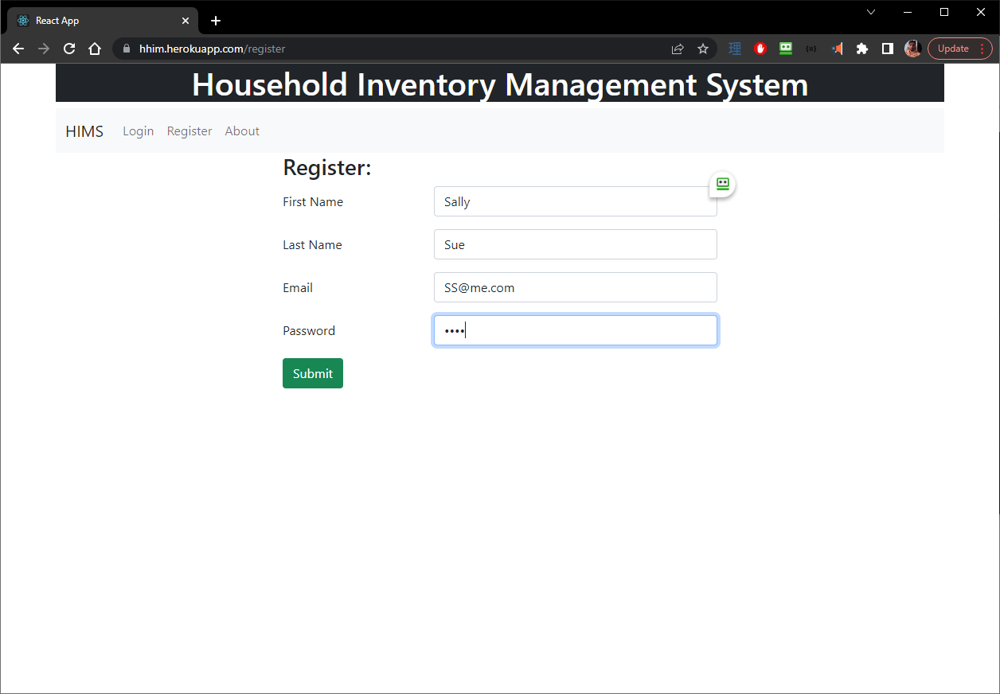 React App
hhim.herokuapp.com/register
理
Update
Household Inventory Management System
HIMS Login Register About
Register:
First Name Sally
Last Name Sue
Email SS@me.com
Password ••••
Submit